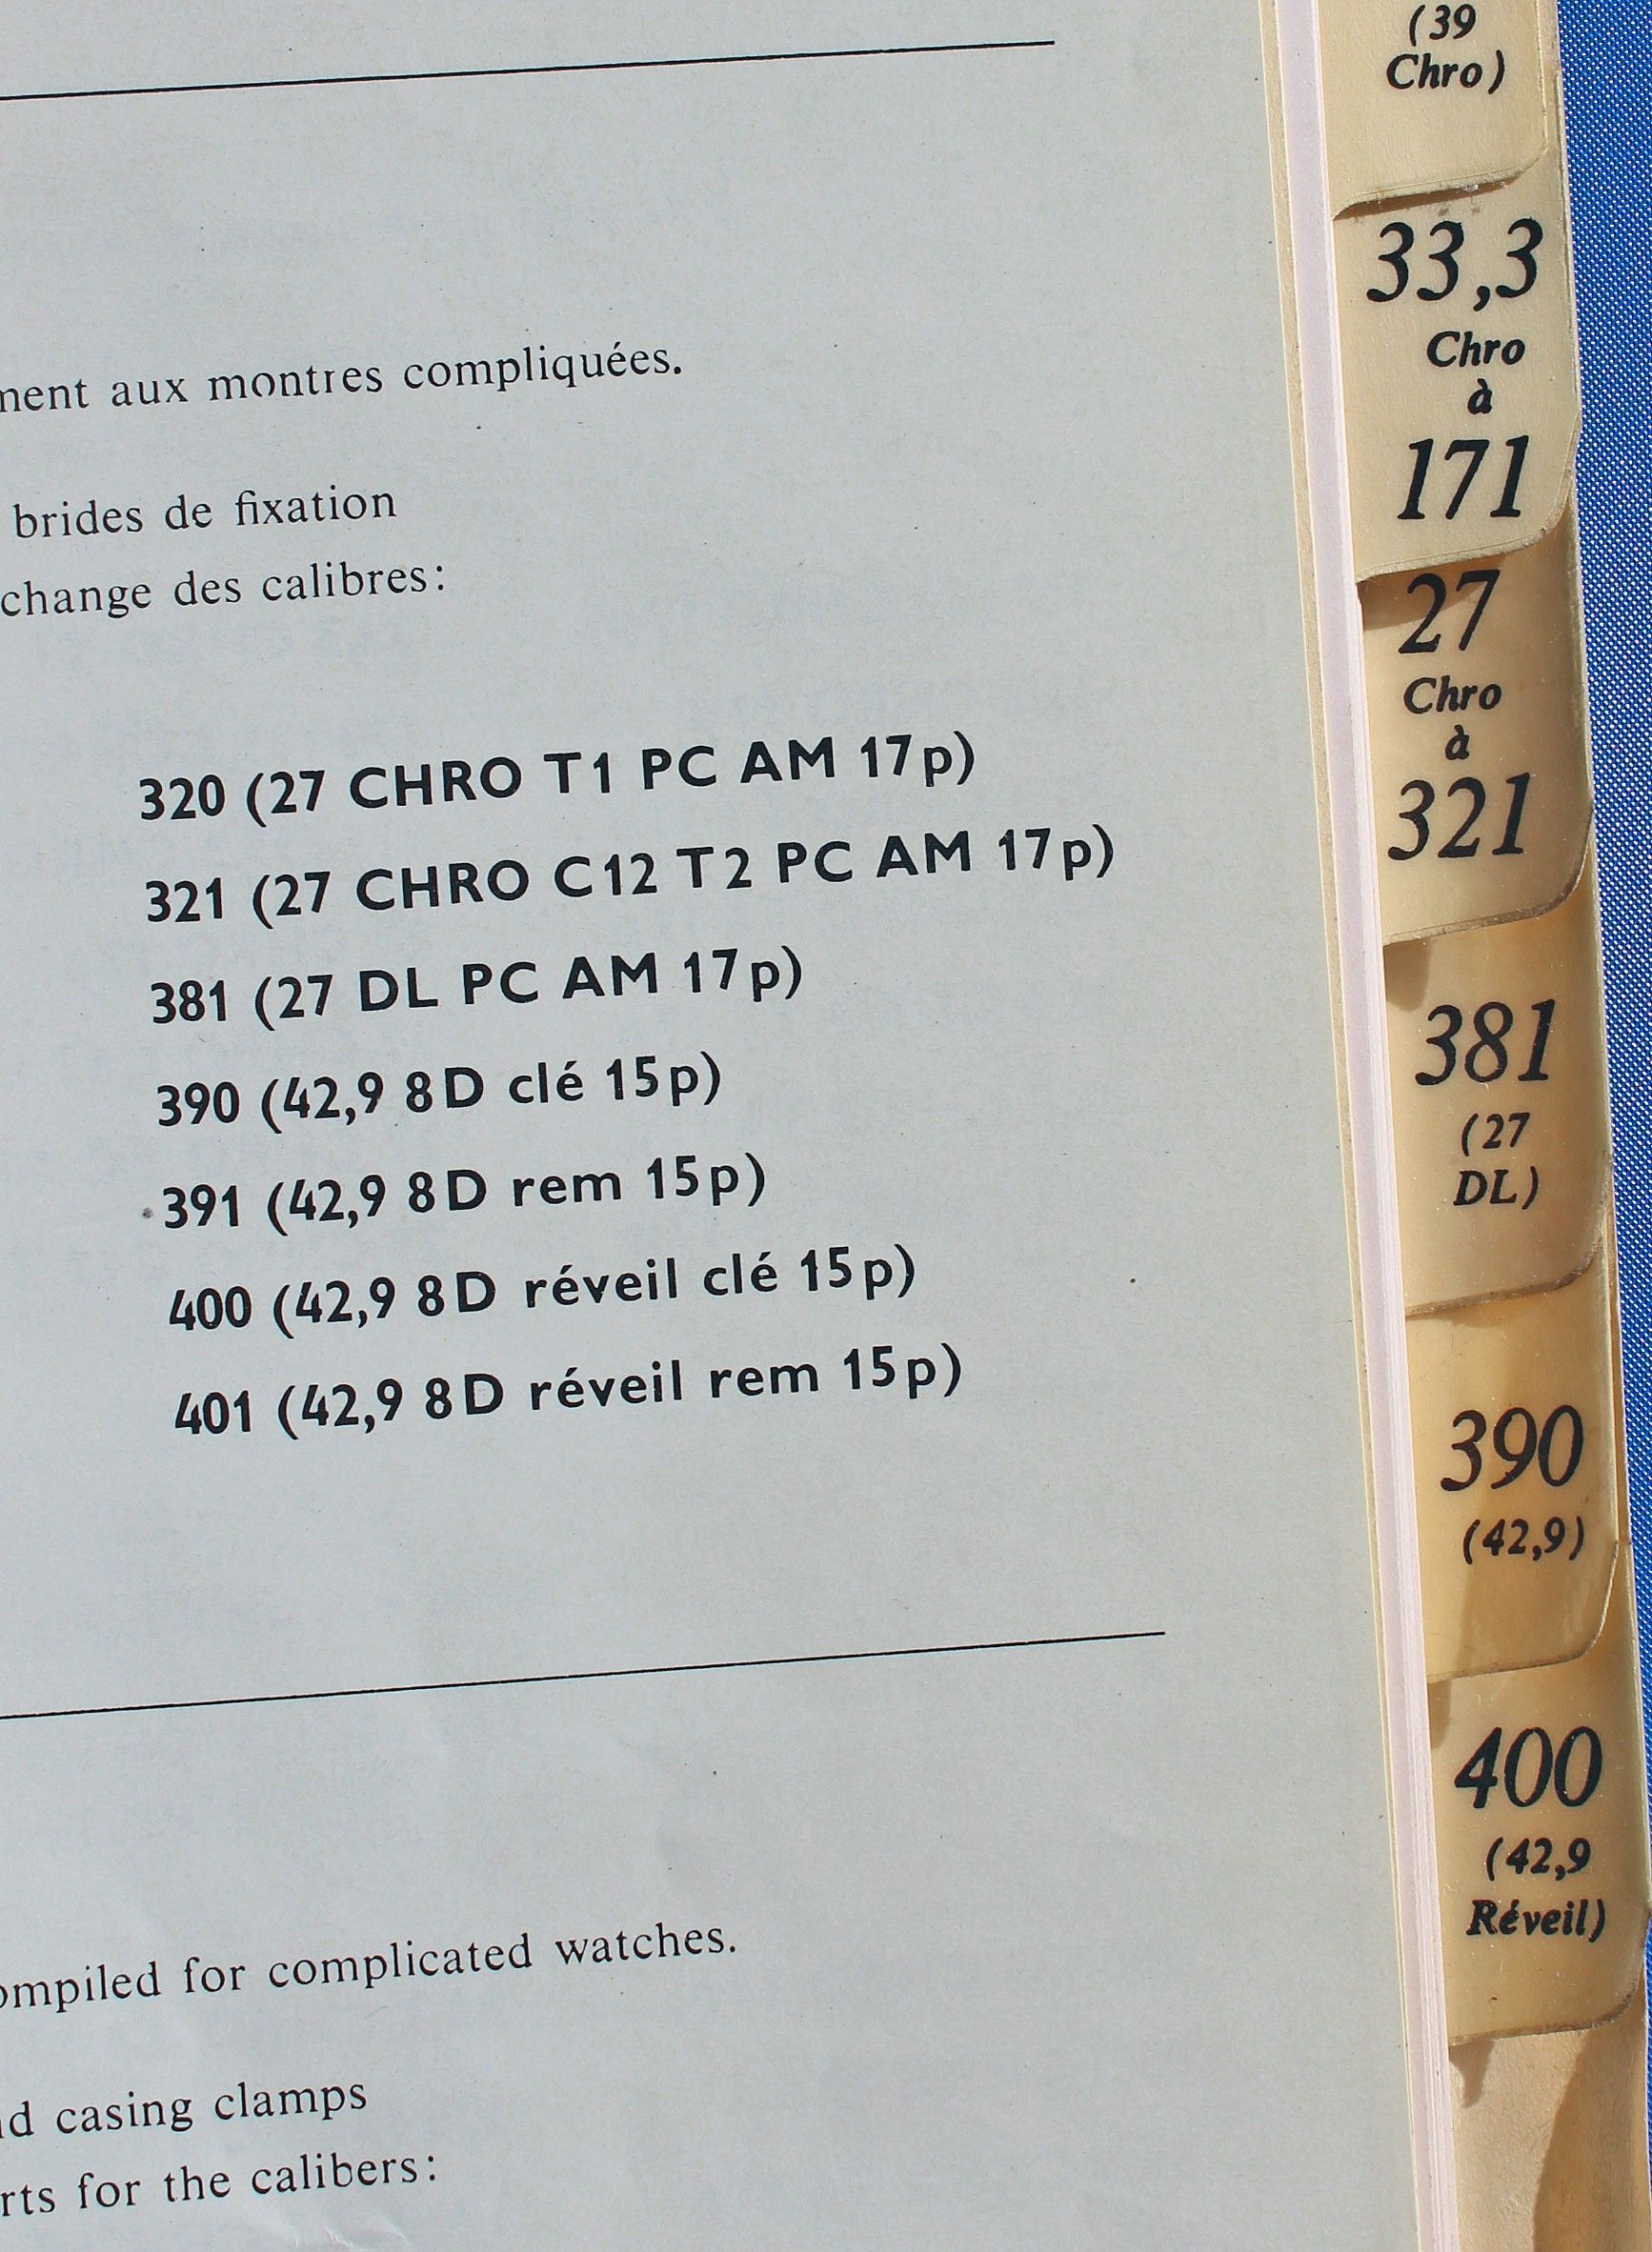 aux montres compliquées.
brides de fixation
change des calibres:
320 (27 CHRO T1 PC AM 17p)
321 (27 CHRO C12 T2 PC AM 17p)
381 (27 DL PC AM 17p)
390 (42,9 8D clé 15p)
391 (42,9 8D rem 15p)
400 (42,9 8D réveil clé 15p)
401 (42,9 8D réveil rem 15p)
for complicated watches.
casing clamps
for the calibers:
(39
Chro)
33,3
Chro
à
171
27
Chro
à
321
381
(27
DL)
390
(42,9)
400
(42,9
Réveil)